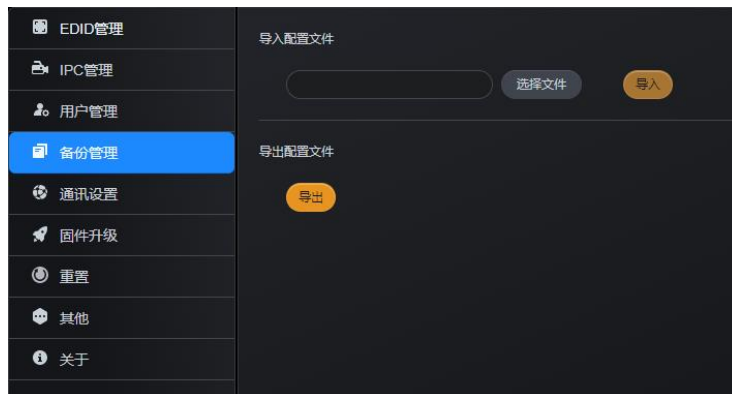 EDID管理
IPC管理
用户管理
备份管理
通讯设置
固件升级
重置
其他
关于
导入配置文件
选择文件
导入
导出配置文件
导出